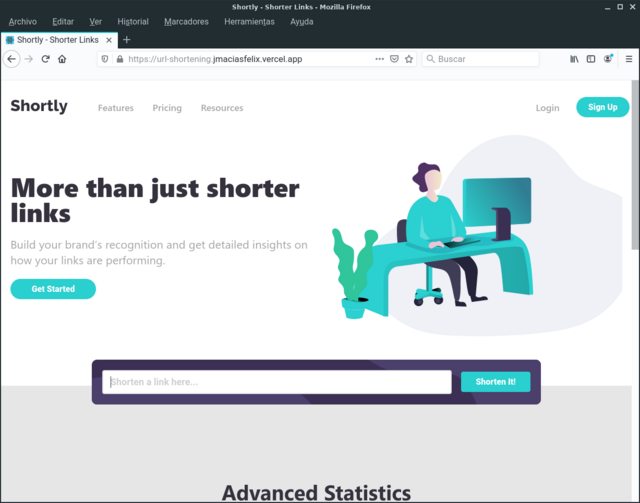 Shortly - Shorter Links - Mozilla Firefox
Archivo Editar Ver Historial Marcadores Herramientas Ayuda
Shortly - Shorter Links
https://url-shortening.jmaciasfelix.vercel.app
Buscar
Shortly Features Pricing Resources Login Sign Up
More than just shorter
links
Build your brand's recognition and get detailed insights on
how your links are performing.
Get Started
Shorten a link here...
Shorten It!
Advanced Statistics